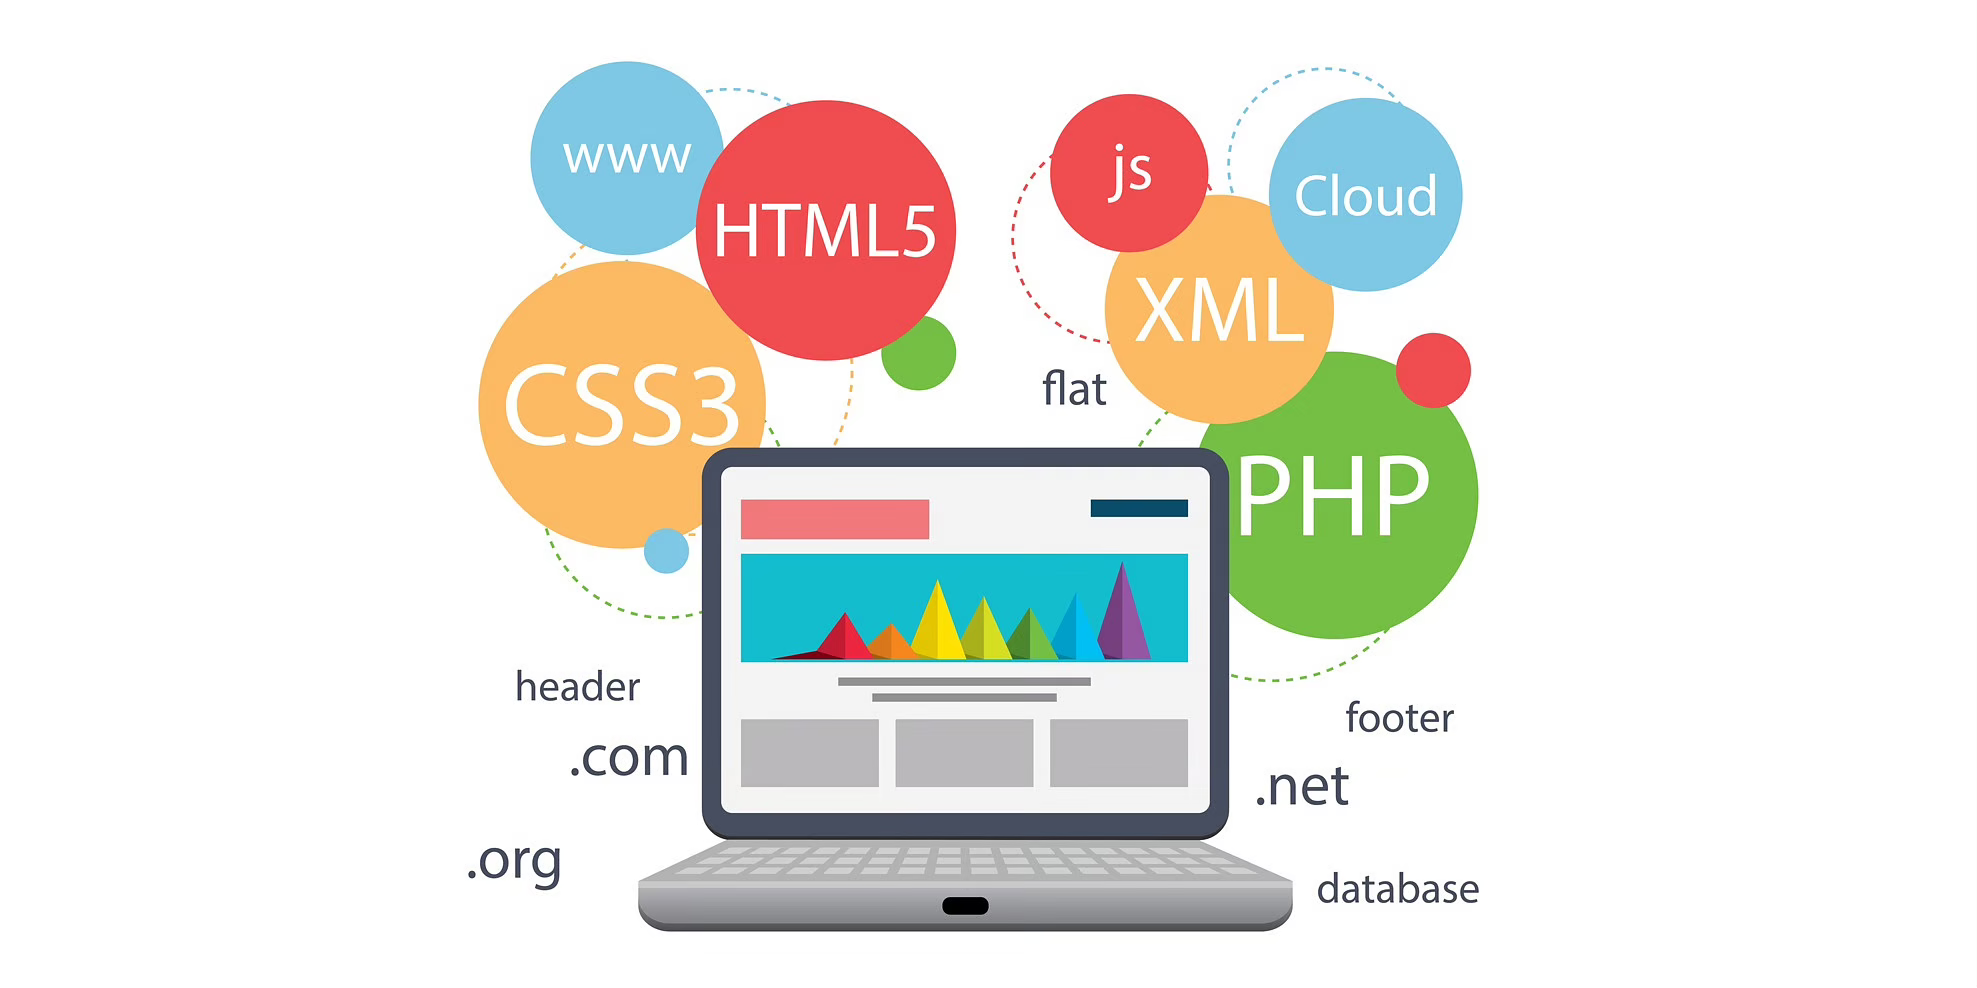 www
HTML5
CSS3
js
Cloud
XML
flat
PHP
header
.com
.org
footer
.net
database